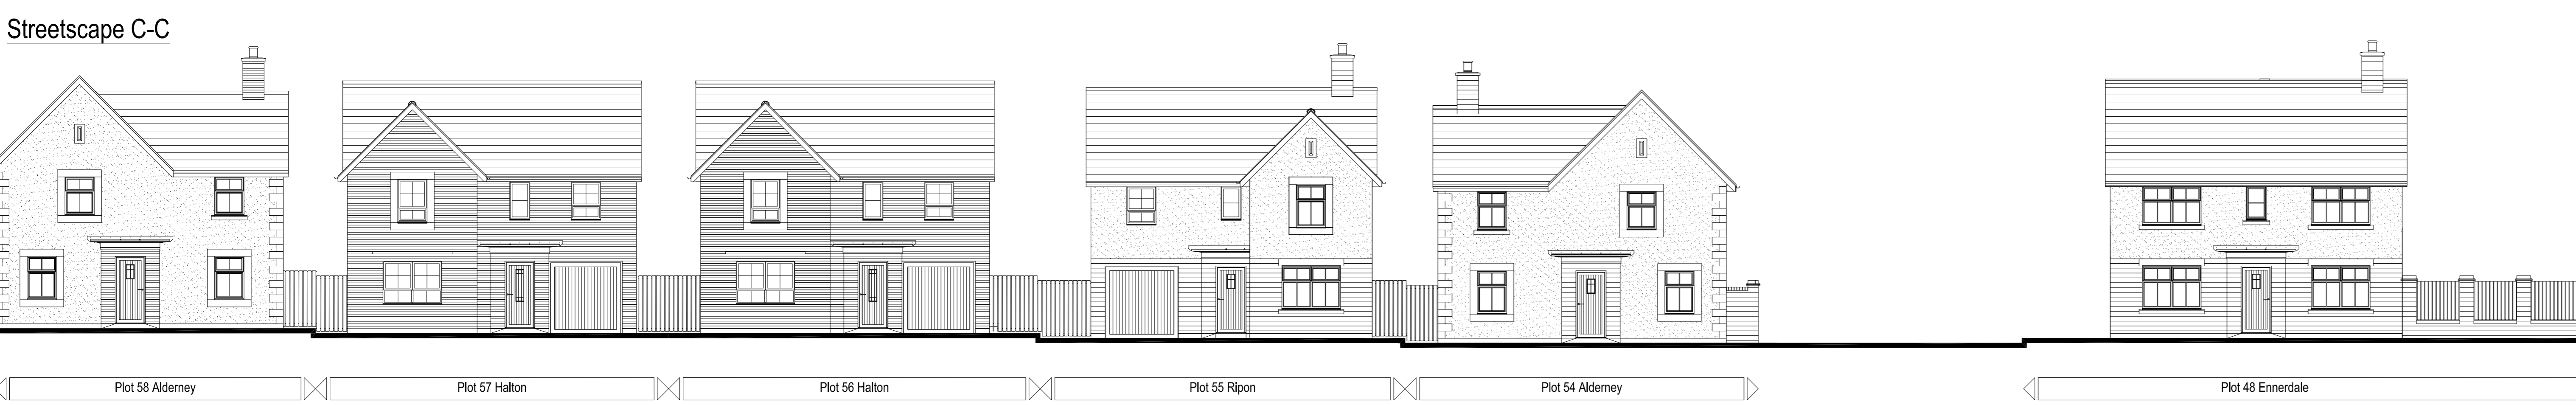 Streetscape C-C
Plot 58 Alderney
Plot 57 Halton
Plot 56 Halton
Plot 55 Ripon
Plot 54 Alderney
Plot 48 Ennerdale